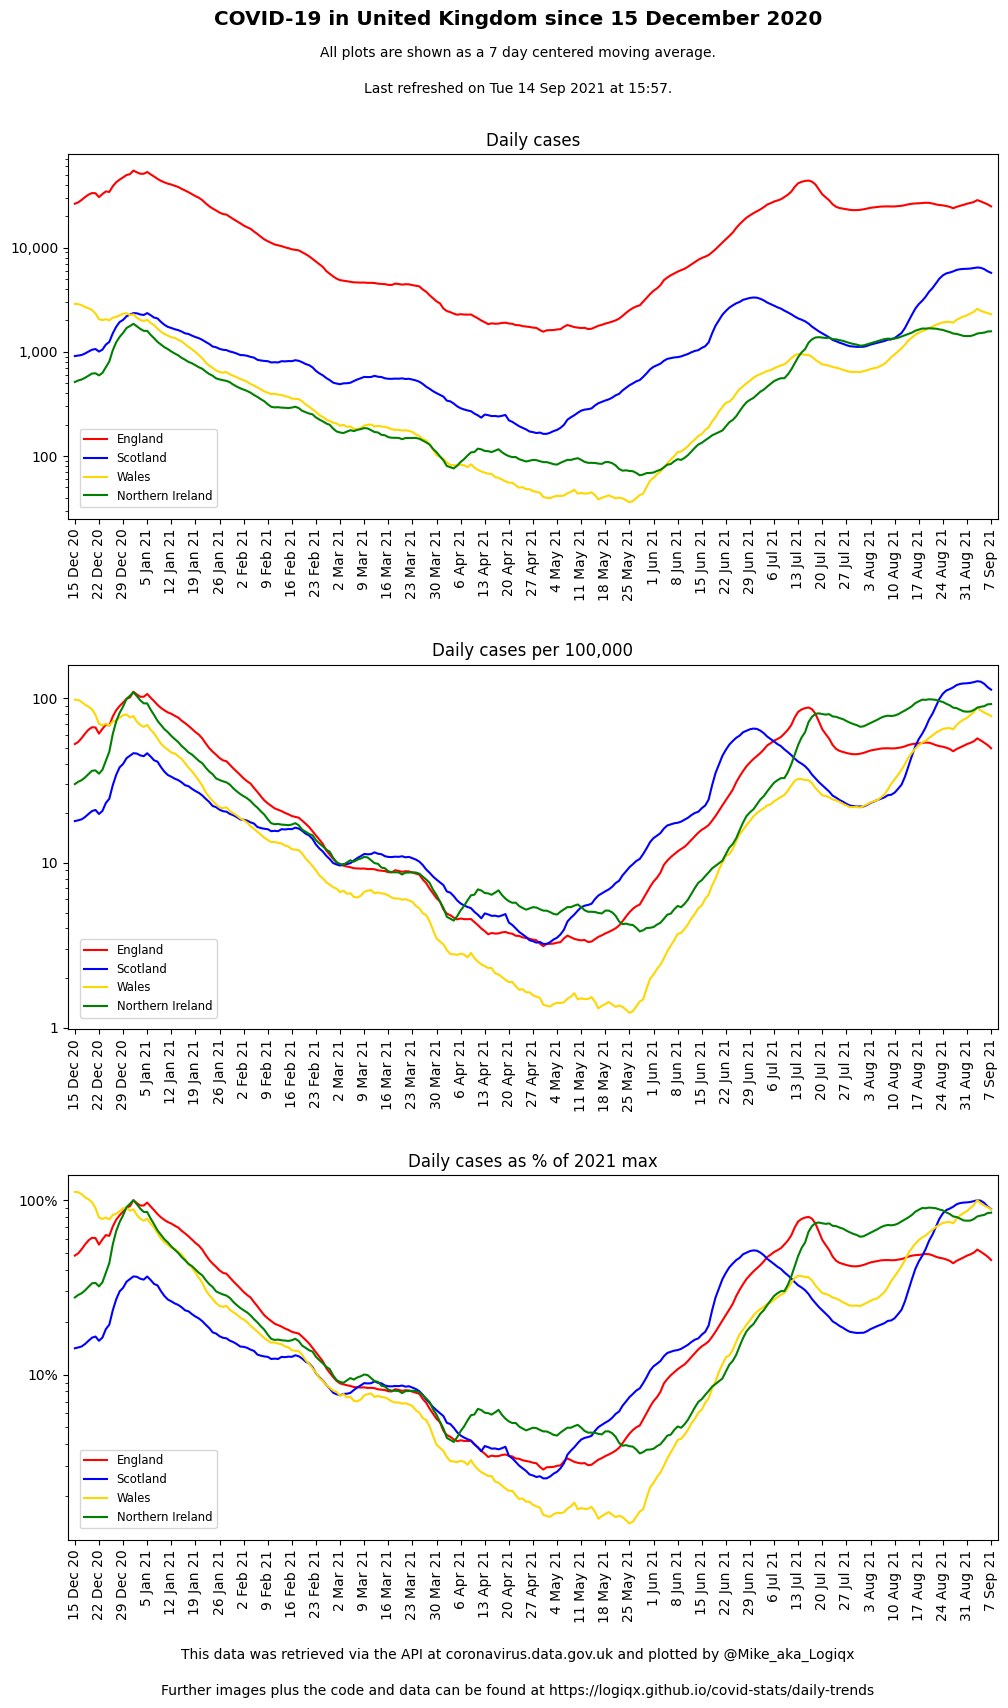 COVID-19 in United Kingdom since 15 December 2020
All plots are shown as a 7 day centered moving average.
Last refreshed on Tue 14 Sep 2021 at 15:57.
Daily cases
10,000
1,000
100
England
Scotland
Wales
Northern Ireland
15 Dec 20
22 Dec 20
29 Dec 20
5 Jan 21
12 Jan 21
19 Jan 21
26 Jan 21
2 Feb 21
9 Feb 21
16 Feb 21
23 Feb 21
2 Mar 21
9 Mar 21
16 Mar 21
23 Mar 21
30 Mar 21
6 Apr 21
13 Apr 21
20 Apr 21
27 Apr 21
4 May 21
11 May 21
18 May 21
25 May 21
1 Jun 21
8 Jun 21
15 Jun 21
22 Jun 21
29 Jun 21
6 Jul 21
13 Jul 21
20 Jul 21
27 Jul 21
3 Aug 21
10 Aug 21
17 Aug 21
24 Aug 21
31 Aug 21
7 Sep 21
Daily cases per 100,000
100
10
1
England
Scotland
Wales
Northern Ireland
15 Dec 20
22 Dec 20
29 Dec 20
5 Jan 21
12 Jan 21
19 Jan 21
26 Jan 21
2 Feb 21
9 Feb 21
16 Feb 21
23 Feb 21
2 Mar 21
9 Mar 21
16 Mar 21
23 Mar 21
30 Mar 21
6 Apr 21
13 Apr 21
20 Apr 21
27 Apr 21
4 May 21
11 May 21
18 May 21
25 May 21
1 Jun 21
8 Jun 21
15 Jun 21
22 Jun 21
29 Jun 21
6 Jul 21
13 Jul 21
20 Jul 21
27 Jul 21
3 Aug 21
10 Aug 21
17 Aug 21
24 Aug 21
31 Aug 21
7 Sep 21
Daily cases as % of 2021 max
100%
10%
England
Scotland
Wales
Northern Ireland
15 Dec 20
22 Dec 20
29 Dec 20
5 Jan 21
12 Jan 21
19 Jan 21
26 Jan 21
2 Feb 21
9 Feb 21
16 Feb 21
23 Feb 21
2 Mar 21
9 Mar 21
16 Mar 21
23 Mar 21
30 Mar 21
6 Apr 21
13 Apr 21
20 Apr 21
27 Apr 21
4 May 21
11 May 21
18 May 21
25 May 21
1 Jun 21
8 Jun 21
15 Jun 21
22 Jun 21
29 Jun 21
6 Jul 21
13 Jul 21
20 Jul 21
27 Jul 21
3 Aug 21
10 Aug 21
17 Aug 21
24 Aug 21
31 Aug 21
7 Sep 21
This data was retrieved via the API at coronavirus.data.gov.uk and plotted by @Mike_aka_Logiqx
Further images plus the code and data can be found at https://logiqx.github.io/covid-stats/daily-trends